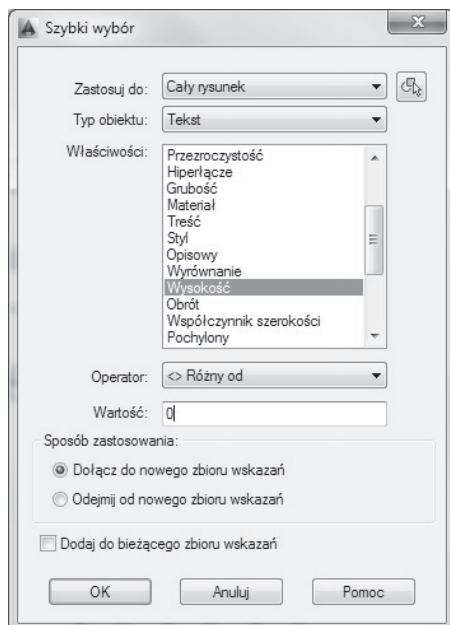 Szybki wybór
Zastosuj do: Cały rysunek
Typ obiektu: Tekst
Właściwości:
Przezroczystość
Hiperłącze
Grubość
Materiał
Treść
Styl
Opisowy
Wyrównanie
Wysokość
Obrót
Współczynnik szerokości
Pochylony
Operator: <> Różny od
Wartość: 0
Sposób zastosowania:
Dołącz do nowego zbioru wskazań
Odejmij od nowego zbioru wskazań
Dodaj do bieżącego zbioru wskazań
OK Anuluj Pomoc